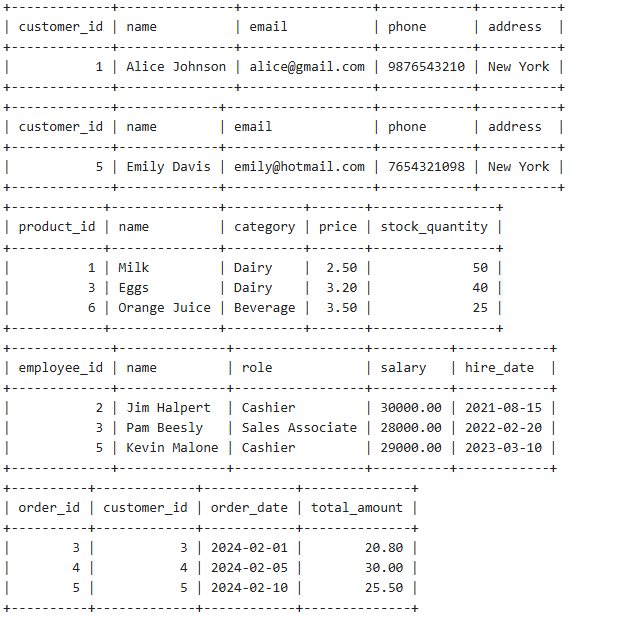 +-------------+---------------+-----------------+------------+----------+
| customer_id | name          | email           | phone      | address  |
+-------------+---------------+-----------------+------------+----------+
|           1 | Alice Johnson | alice@gmail.com | 9876543210 | New York |
+-------------+---------------+-----------------+------------+----------+
+-------------+-------------+-------------------+------------+----------+
| customer_id | name        | email             | phone      | address  |
+-------------+-------------+-------------------+------------+----------+
|           5 | Emily Davis | emily@hotmail.com | 7654321098 | New York |
+-------------+-------------+-------------------+------------+----------+
+------------+--------------+----------+-------+----------------+
| product_id | name         | category | price | stock_quantity |
+------------+--------------+----------+-------+----------------+
|          1 | Milk         | Dairy    |  2.50 |             50 |
|          3 | Eggs         | Dairy    |  3.20 |             40 |
|          6 | Orange Juice | Beverage |  3.50 |             25 |
+------------+--------------+----------+-------+----------------+
+-------------+--------------+-----------------+----------+------------+
| employee_id | name         | role            | salary   | hire_date  |
+-------------+--------------+-----------------+----------+------------+
|           2 | Jim Halpert  | Cashier         | 30000.00 | 2021-08-15 |
|           3 | Pam Beesly   | Sales Associate | 28000.00 | 2022-02-20 |
|           5 | Kevin Malone | Cashier         | 29000.00 | 2023-03-10 |
+-------------+--------------+-----------------+----------+------------+
+----------+-------------+------------+--------------+
| order_id | customer_id | order_date | total_amount |
+----------+-------------+------------+--------------+
|        3 |           3 | 2024-02-01 |        20.80 |
|        4 |           4 | 2024-02-05 |        30.00 |
|        5 |           5 | 2024-02-10 |        25.50 |
+----------+-------------+------------+--------------+